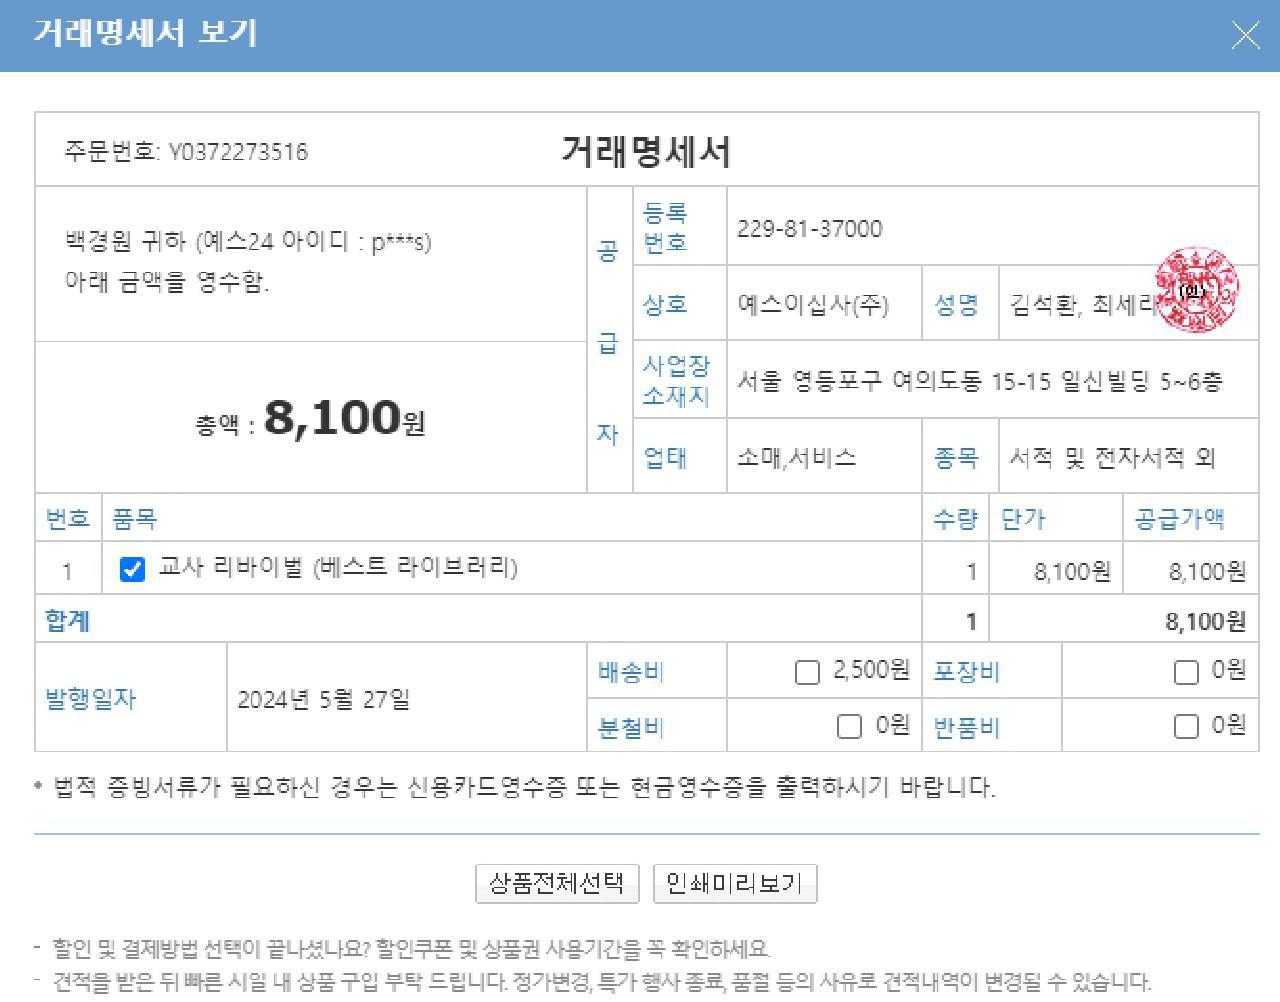 거래명세서 보기
주문번호: Y0372273516
거래명세서
백경원 귀하 (예스24 아이디 : p***s)
아래 금액을 영수함.
총액 : 8,100원
공
급
자
등록
번호
229-81-37000
상호
예스이십사(주)
성명
김석환, 최세라
(인)
사업장
소재지
서울 영등포구 여의도동 15-15 일신빌딩 5~6층
업태
소매,서비스
종목
서적 및 전자서적 외
번호 품목 수량 단가 공급가액
1 교사 리바이벌 (베스트 라이브러리) 1 8,100원 8,100원
합계 1 8,100원
발행일자 2024년 5월 27일
배송비 2,500원 포장비 0원
분철비 0원 반품비 0원
• 법적 증빙서류가 필요하신 경우는 신용카드영수증 또는 현금영수증을 출력하시기 바랍니다.
상품전체선택 인쇄미리보기
- 할인 및 결제방법 선택이 끝나셨나요? 할인쿠폰 및 상품권 사용기간을 꼭 확인하세요.
- 견적을 받은 뒤 빠른 시일 내 상품 구입 부탁 드립니다. 정가변경, 특가 행사 종료, 품절 등의 사유로 견적내역이 변경될 수 있습니다.